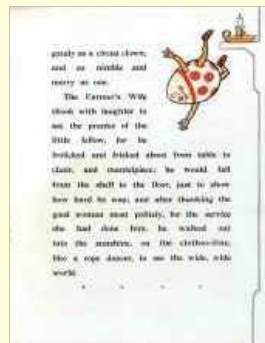 gaudy as a circus clown,
and as nimble and
merry as one.
The Farmer's Wife
shook with laughter to
see the pranks of the
little fellow, for he
frolicked and frisked about from table to
chair, and mantelpiece; he would fall
from the shelf to the floor, just to show
how hard he was; and after thanking the
good woman most politely, for the service
she had done him, he walked out
into the sunshine, on the clothes-line,
like a rope dancer, to see the wide, wide
world.
* * * *